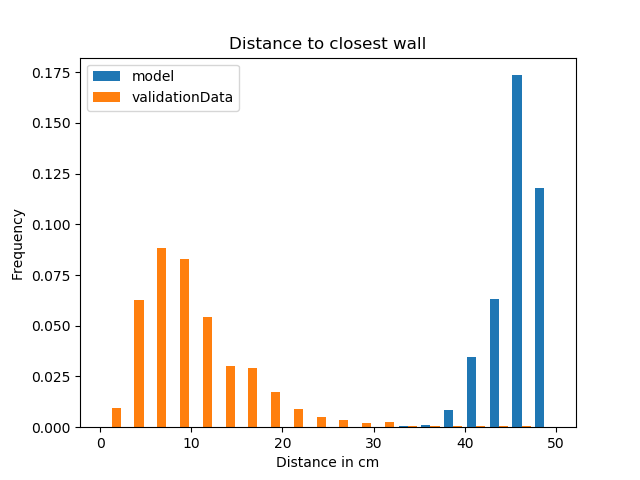 Distance to closest wall
model
validationData
0.175
0.150
0.125
0.100
0.075
0.050
0.025
0.000
Frequency
0 10 20 30 40 50
Distance in cm